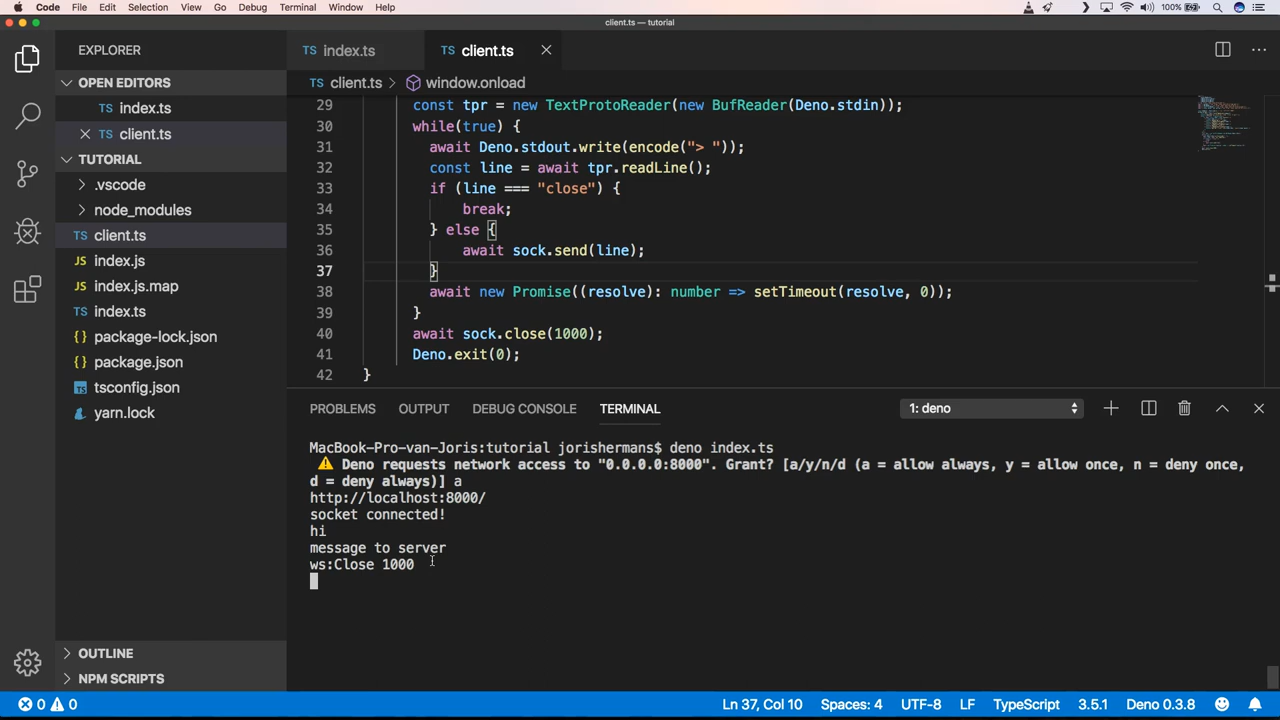 Code File Edit Selection View Go Debug Terminal Window Help 100%
client.ts — tutorial
EXPLORER
TS index.ts
TS client.ts
OPEN EDITORS
TS index.ts
TS client.ts
TUTORIAL
.vscode
node_modules
client.ts
JS index.js
index.js.map
TS index.ts
{} package-lock.json
{} package.json
TS tsconfig.json
yarn.lock
OUTLINE
NPM SCRIPTS
TS client.ts > window.onload
29 const tpr = new TextProtoReader(new BufReader(Deno.stdin));
30 while(true) {
31 await Deno.stdout.write(encode("> "));
32 const line = await tpr.readLine();
33 if (line === "close") {
34 break;
35 } else {
36 await sock.send(line);
37 }
38 await new Promise((resolve): number => setTimeout(resolve, 0));
39 }
40 await sock.close(1000);
41 Deno.exit(0);
42 }
PROBLEMS OUTPUT DEBUG CONSOLE TERMINAL 1: deno
MacBook-Pro-van-Joris:tutorial jorishermans$ deno index.ts
⚠️ Deno requests network access to "0.0.0.0:8000". Grant? [a/y/n/d (a = allow always, y = allow once, n = deny once,
d = deny always)] a
http://localhost:8000/
socket connected!
hi
message to server
ws:Close 1000
0 0 Ln 37, Col 10 Spaces: 4 UTF-8 LF TypeScript 3.5.1 Deno 0.3.8